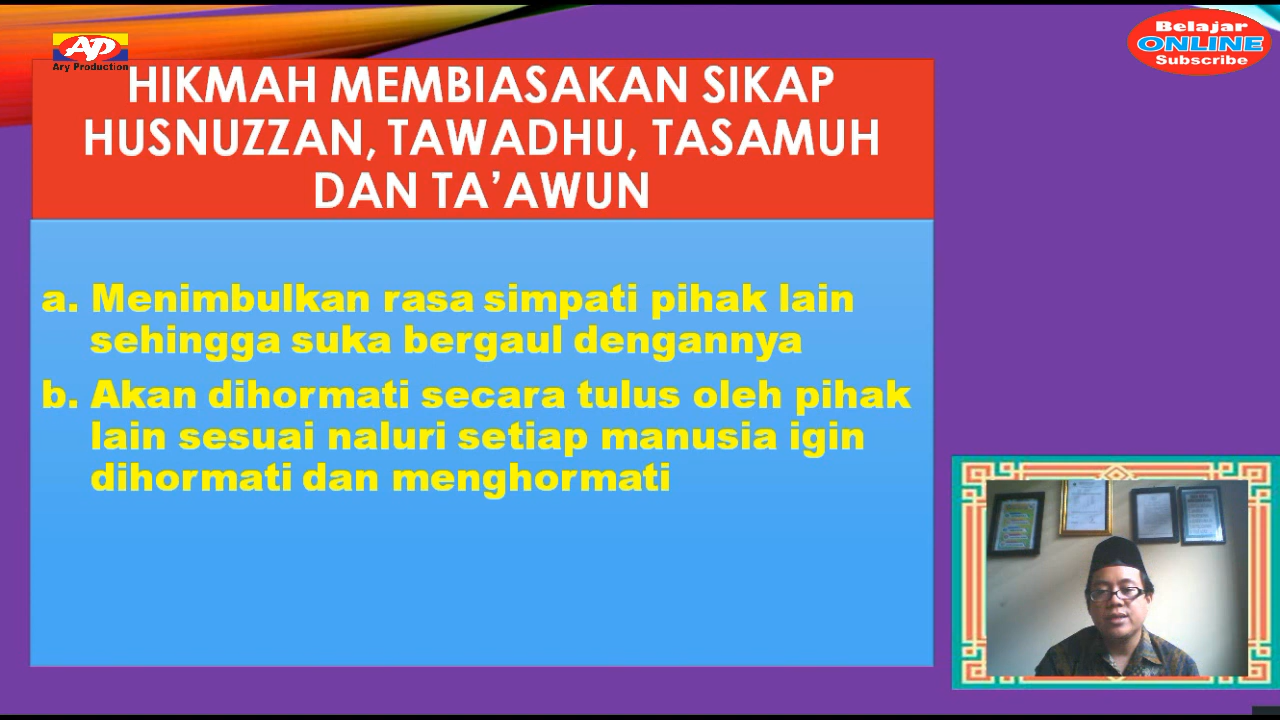 AP
Ary Production
Belajar
ONLINE
Subscribe
HIKMAH MEMBIASAKAN SIKAP
HUSNUZZAN, TAWADHU, TASAMUH
DAN TA’AWUN
a. Menimbulkan rasa simpati pihak lain
sehingga suka bergaul dengannya
b. Akan dihormati secara tulus oleh pihak
lain sesuai naluri setiap manusia igin
dihormati dan menghormati